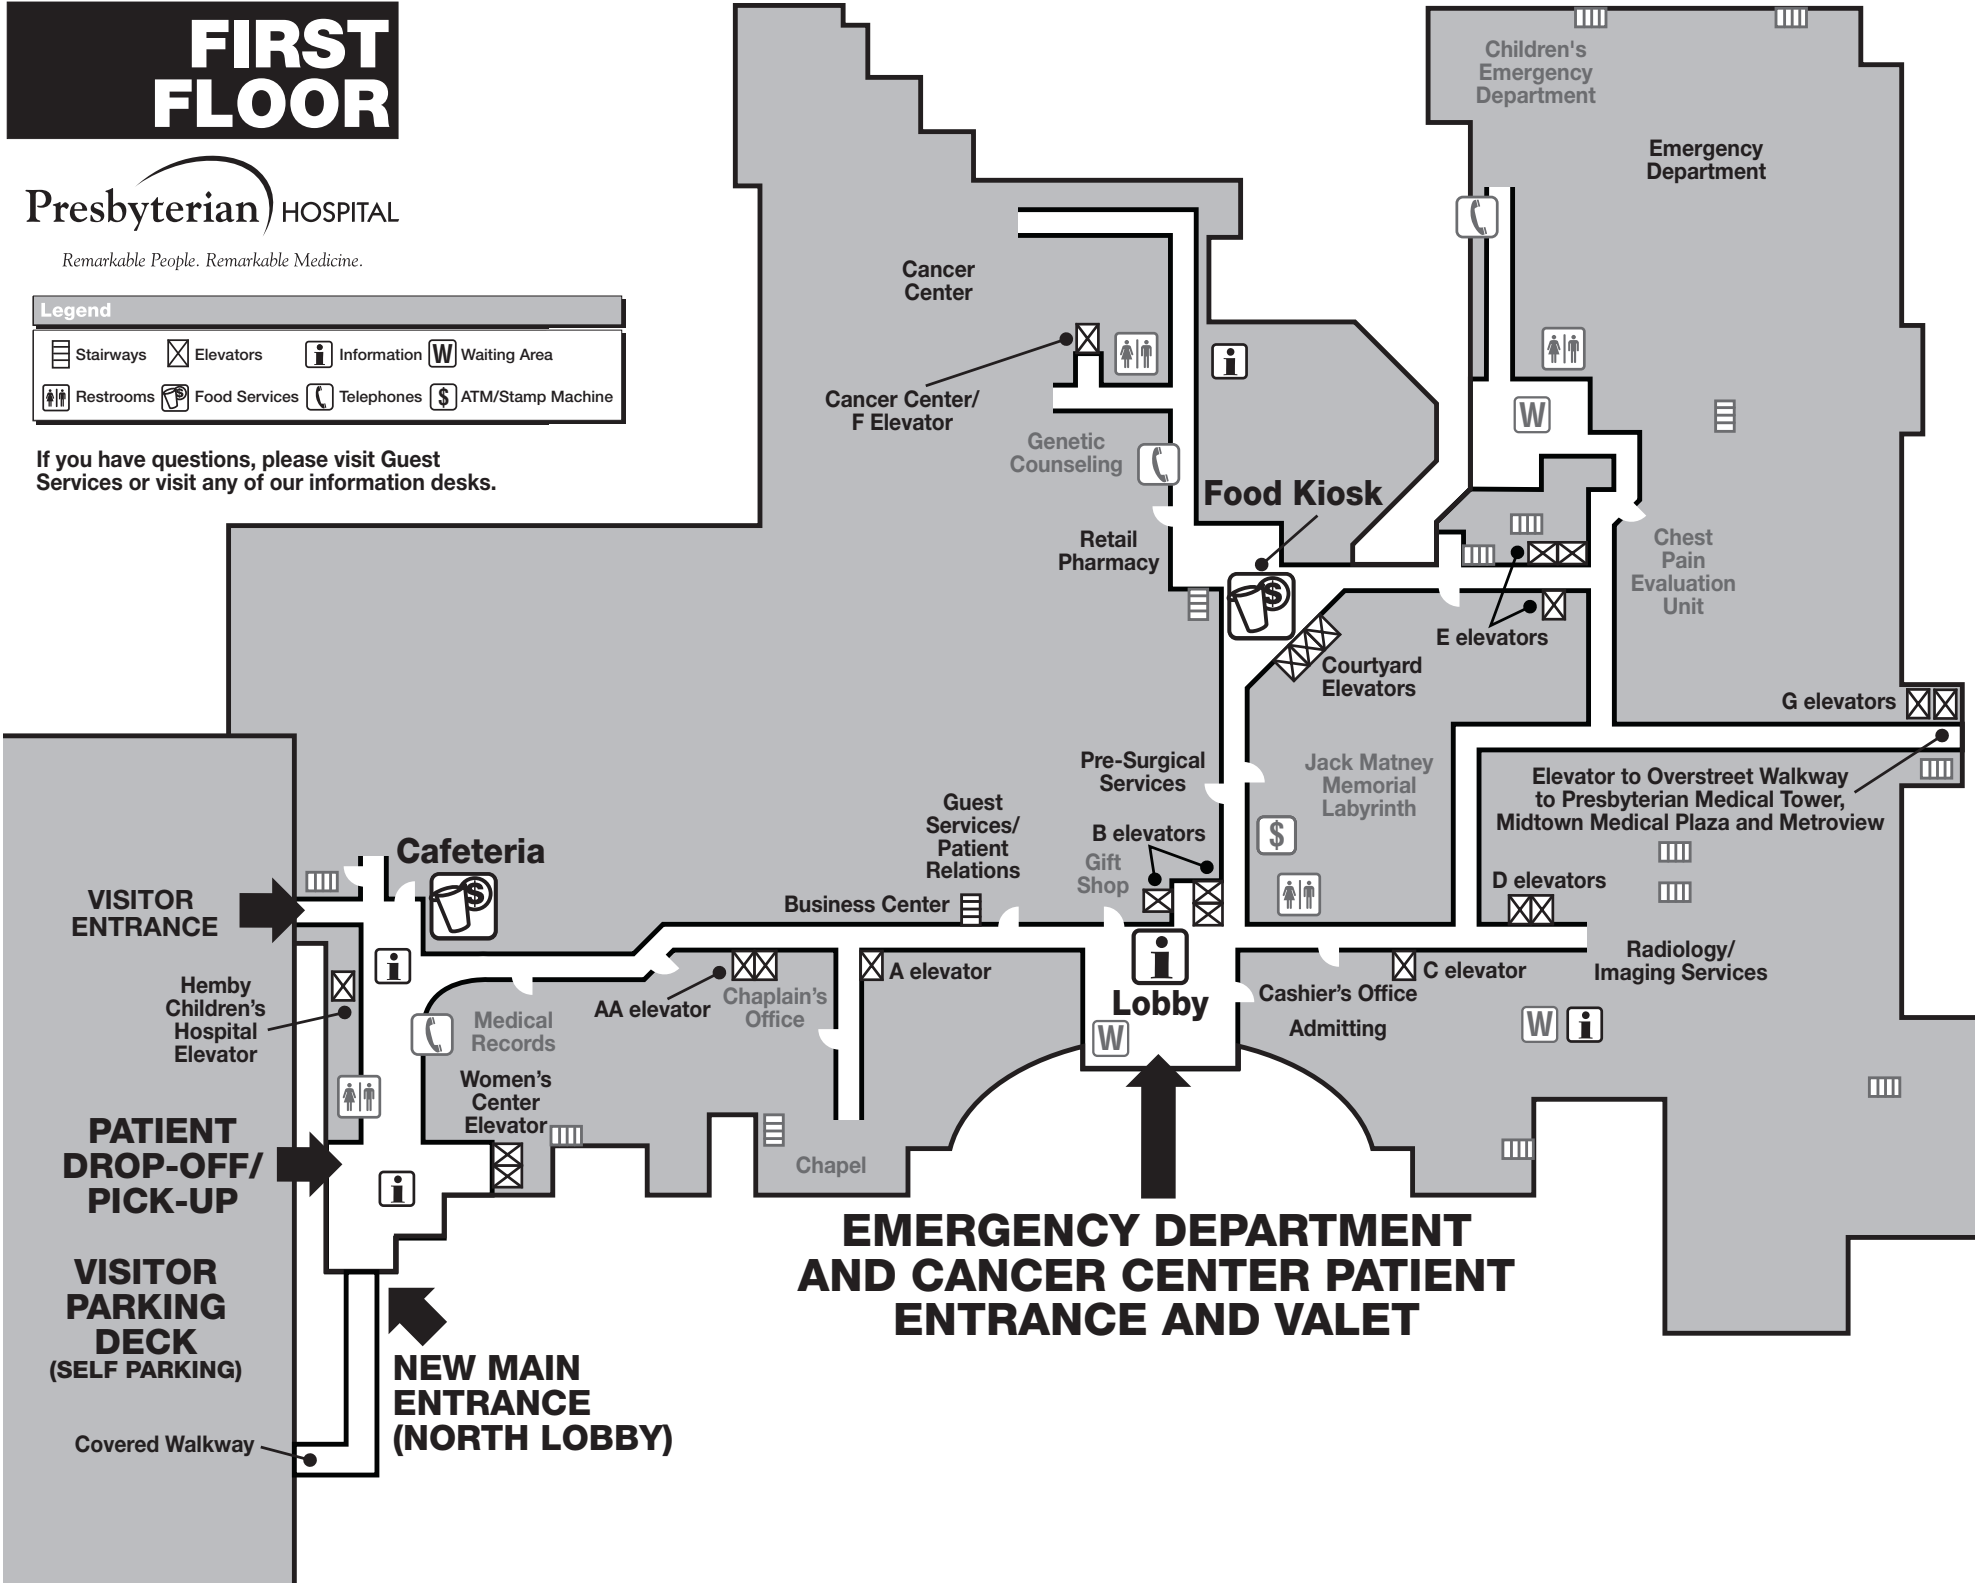 FIRST
FLOOR
Presbyterian HOSPITAL
Remarkable People. Remarkable Medicine.
Legend
Stairways
Elevators
i
Information
W
Waiting Area
Restrooms
$
Food Services
Telephones
$
ATM/Stamp Machine
If you have questions, please visit Guest
Services or visit any of our information desks.
Children's
Emergency
Department
Emergency
Department
Cancer
Center
i
Cancer Center/
F Elevator
W
Genetic
Counseling
Food Kiosk
Retail
Pharmacy
$
Chest
Pain
Evaluation
Unit
E elevators
Courtyard
Elevators
G elevators
Pre-Surgical
Services
Jack Matney
Memorial
Labyrinth
Elevator to Overstreet Walkway
to Presbyterian Medical Tower,
Midtown Medical Plaza and Metroview
Guest
Services/
Patient
Relations
B elevators
$
Gift
Shop
D elevators
Cafeteria
$
VISITOR
ENTRANCE
Business Center
i
i
Lobby
W
Radiology/
Imaging Services
Hemby
Children's
Hospital
Elevator
AA elevator
Chaplain's
Office
A elevator
C elevator
Cashier's Office
Admitting
W
i
Medical
Records
Women's
Center
Elevator
PATIENT
DROP-OFF/
PICK-UP
i
Chapel
EMERGENCY DEPARTMENT
AND CANCER CENTER PATIENT
ENTRANCE AND VALET
VISITOR
PARKING
DECK
(SELF PARKING)
NEW MAIN
ENTRANCE
(NORTH LOBBY)
Covered Walkway